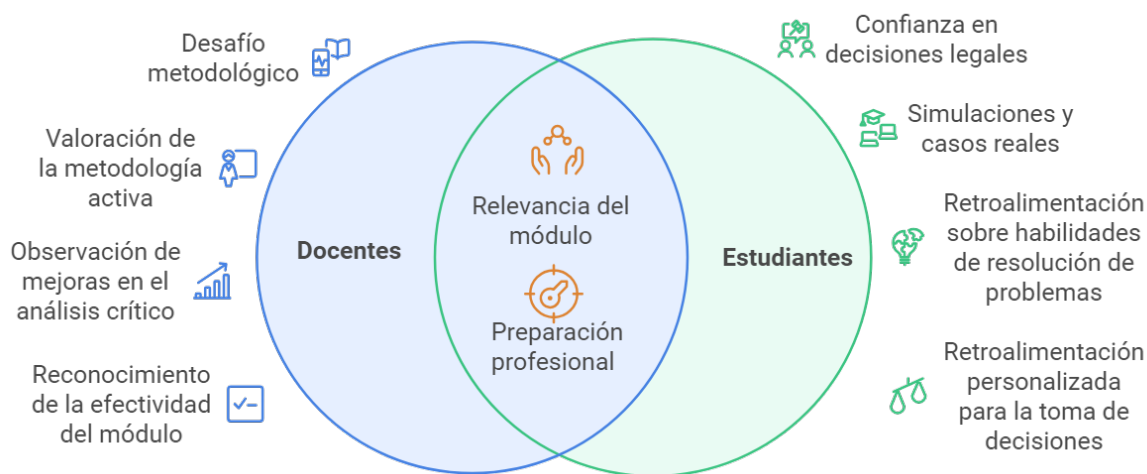 Desafío
metodológico
Valoración de
la metodología
activa
Observación de
mejoras en el
análisis crítico
Reconocimiento
de la efectividad
del módulo
Docentes
Relevancia del
módulo
Preparación
profesional
Estudiantes
Confianza en
decisiones legales
Simulaciones y
casos reales
Retroalimentación
sobre habilidades
de resolución de
problemas
Retroalimentación
personalizada
para la toma de
decisiones